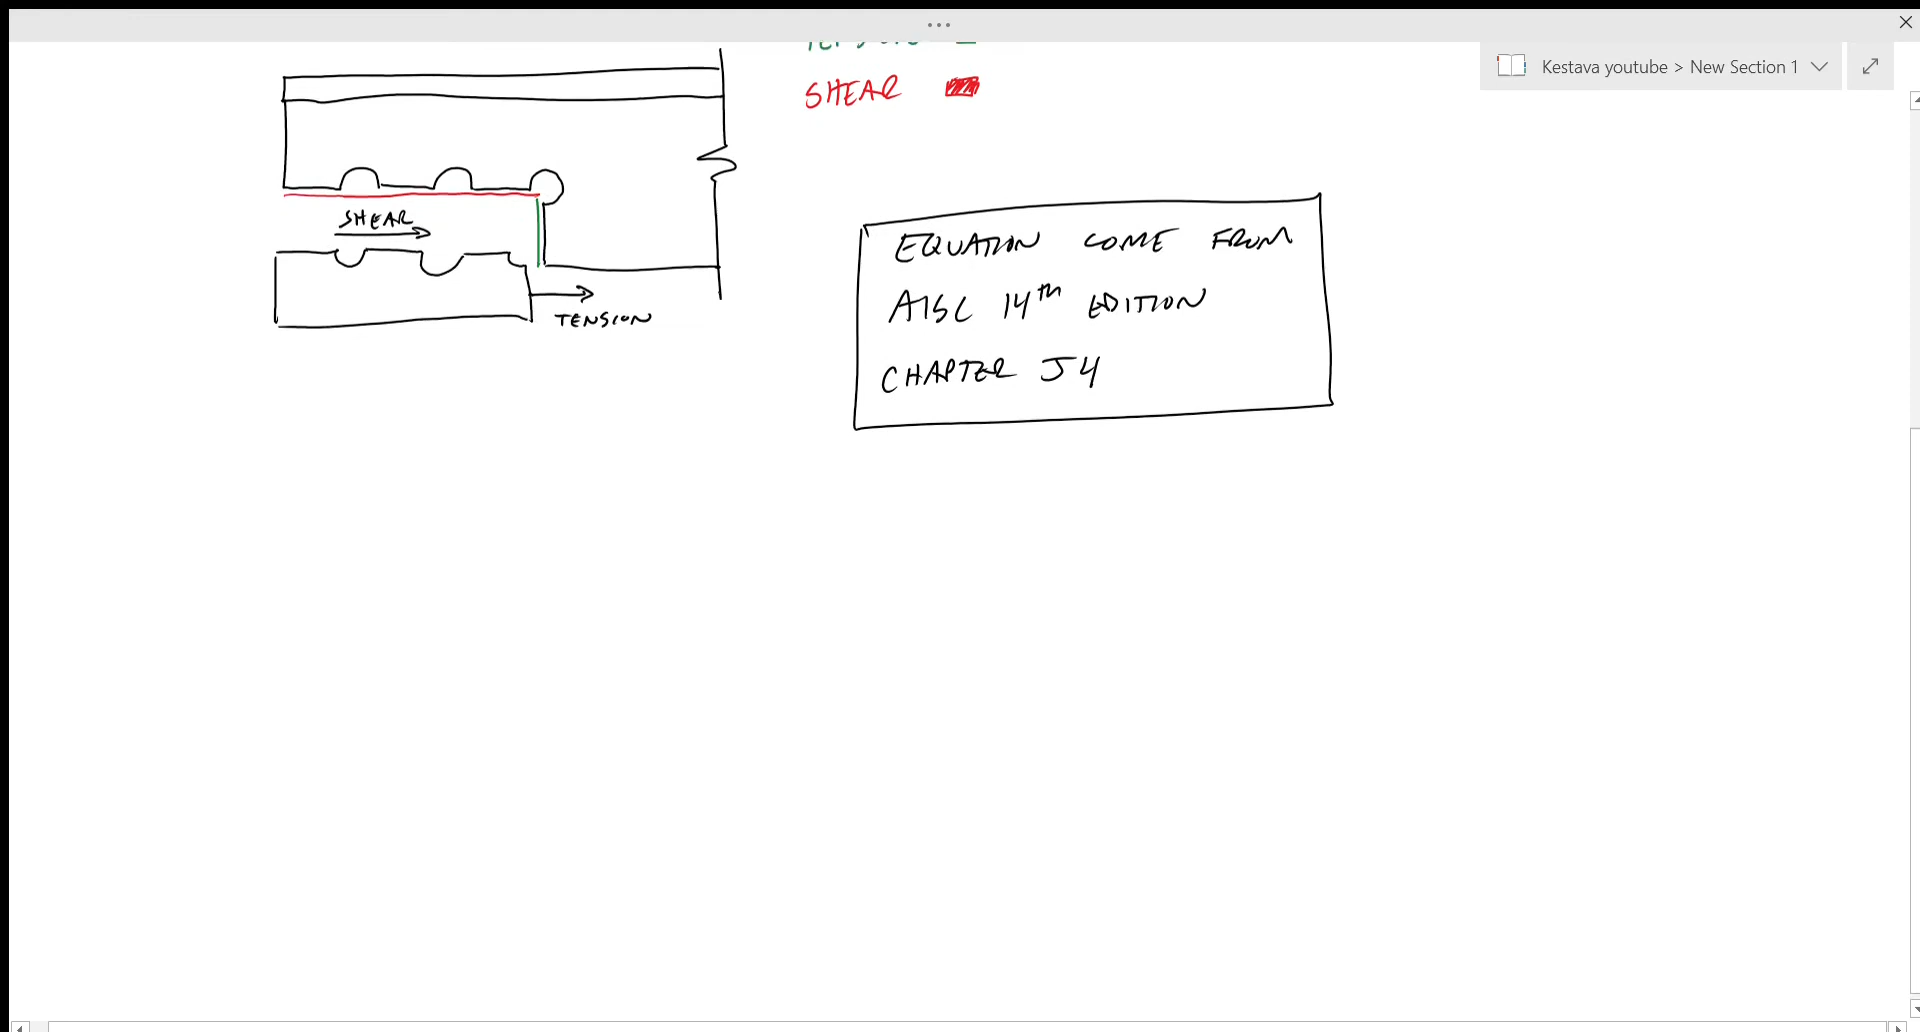 SHEAR
Kestava youtube > New Section 1
SHEAR
TENSION
EQUATION COME FROM
AISC 14th EDITION
CHAPTER J4